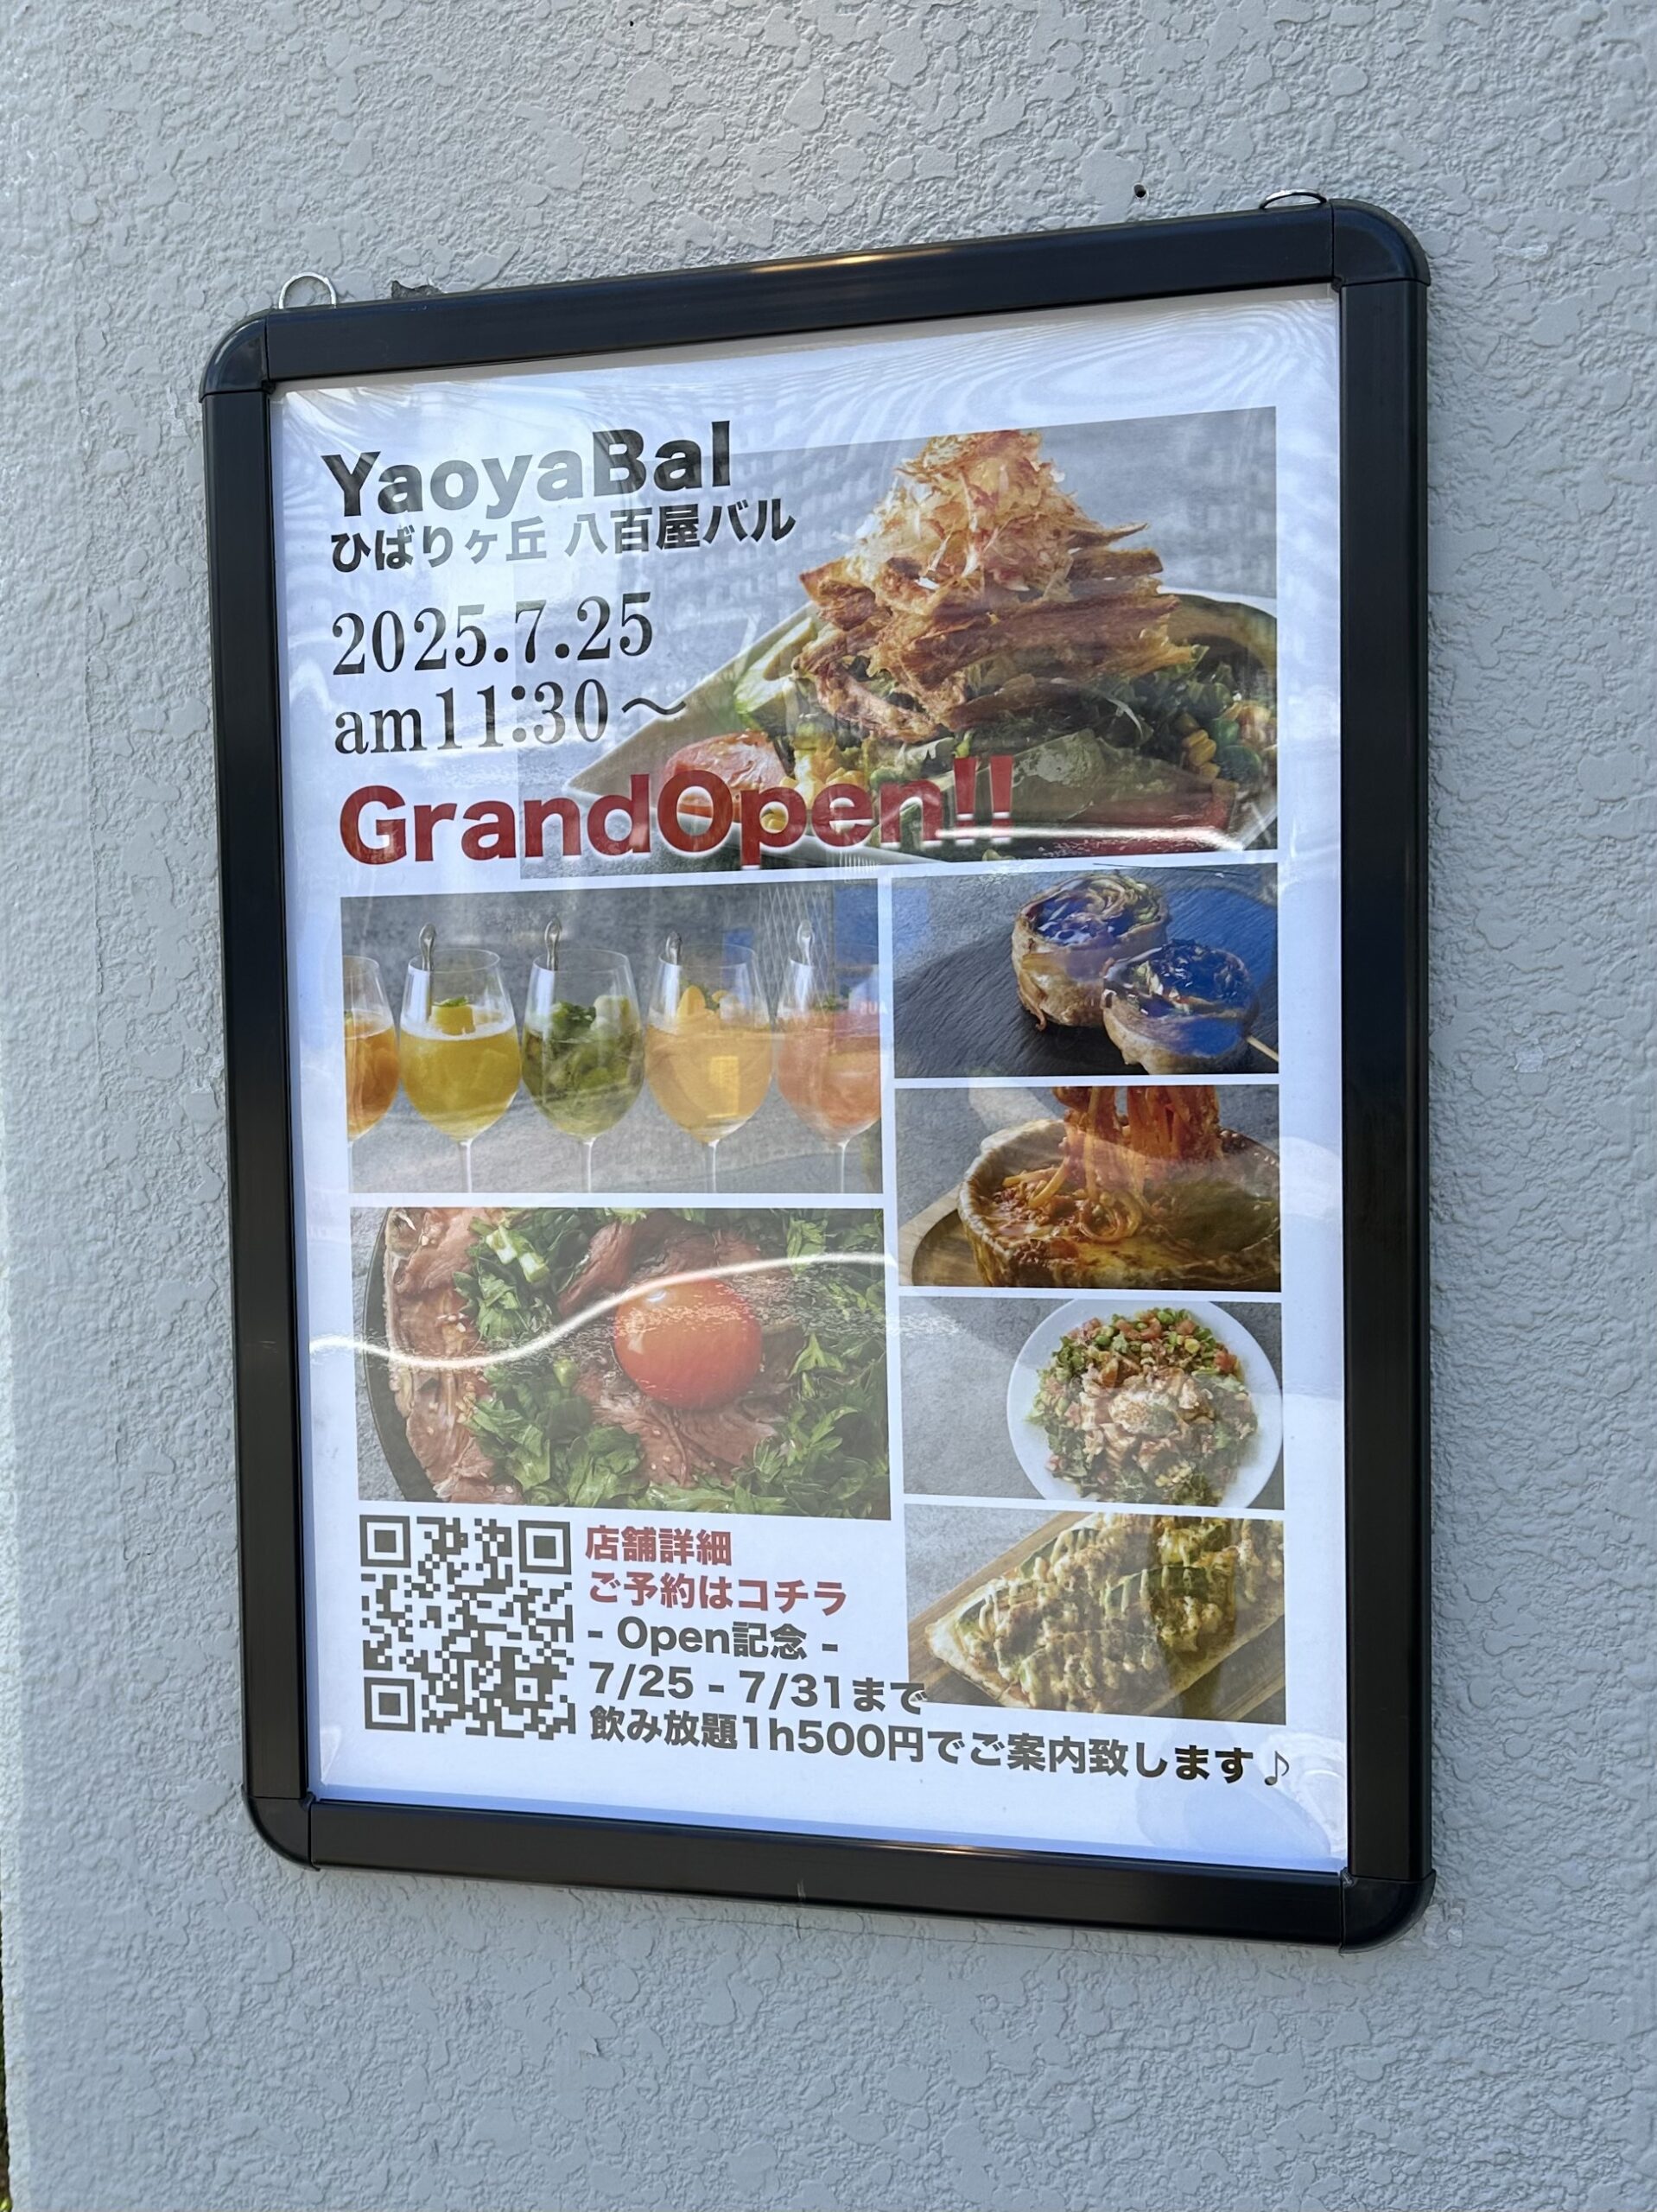 YaoyaBal
ひばりヶ丘 八百屋バル
2025.7.25
am11:30～
GrandOpen!!
店舗詳細
ご予約はコチラ
- Open記念 -
7/25 - 7/31まで
飲み放題1h500円でご案内致します♪